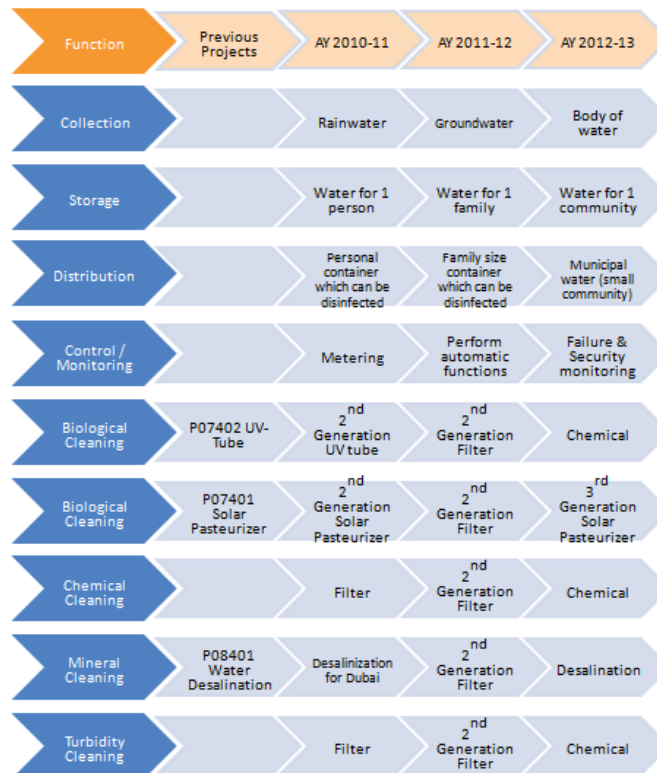 Function
Previous
Projects
AY 2010-11
AY 2011-12
AY 2012-13
Collection
Rainwater
Groundwater
Body of
water
Storage
Water for 1
person
Water for 1
family
Water for 1
community
Distribution
Personal
container
which can be
disinfected
Family size
container
which can be
disinfected
Municipal
water (small
community)
Control /
Monitoring
Metering
Perform
automatic
functions
Failure &
Security
monitoring
Biological
Cleaning
P07402 UV-
Tube
2nd
Generation
UV tube
2nd
Generation
Filter
Chemical
Biological
Cleaning
P07401
Solar
Pasteurizer
2nd
Generation
Solar
Pasteurizer
2nd
Generation
Filter
3rd
Generation
Solar
Pasteurizer
Chemical
Cleaning
Filter
2nd
Generation
Filter
Chemical
Mineral
Cleaning
P08401
Water
Desalination
Desalinization
for Dubai
2nd
Generation
Filter
Desalination
Turbidity
Cleaning
Filter
2nd
Generation
Filter
Chemical